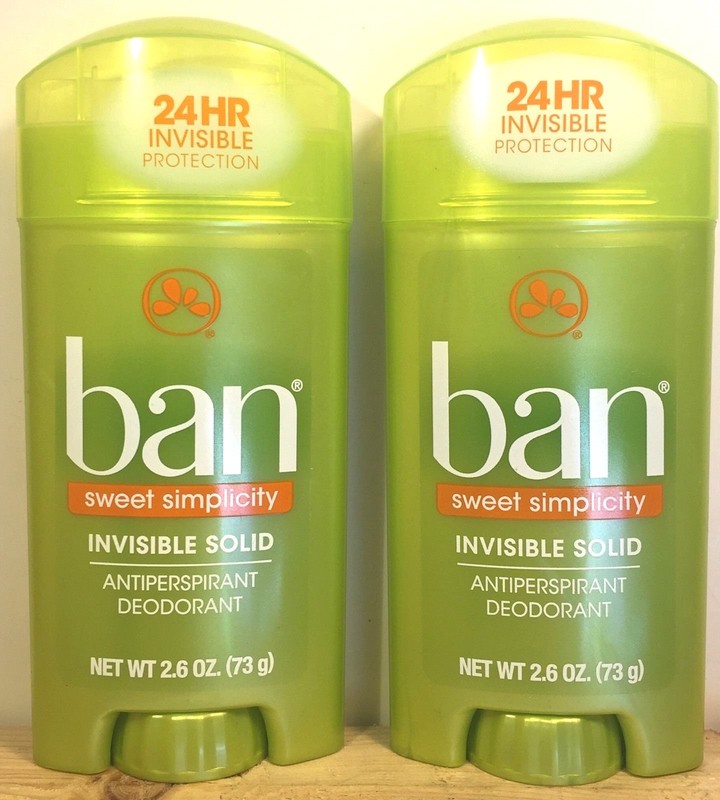 24HR
INVISIBLE
PROTECTION
ban®
sweet simplicity
INVISIBLE SOLID
ANTIPERSPIRANT
DEODORANT
NET WT 2.6 OZ. (73 g)
24HR
INVISIBLE
PROTECTION
ban®
sweet simplicity
INVISIBLE SOLID
ANTIPERSPIRANT
DEODORANT
NET WT 2.6 OZ. (73 g)